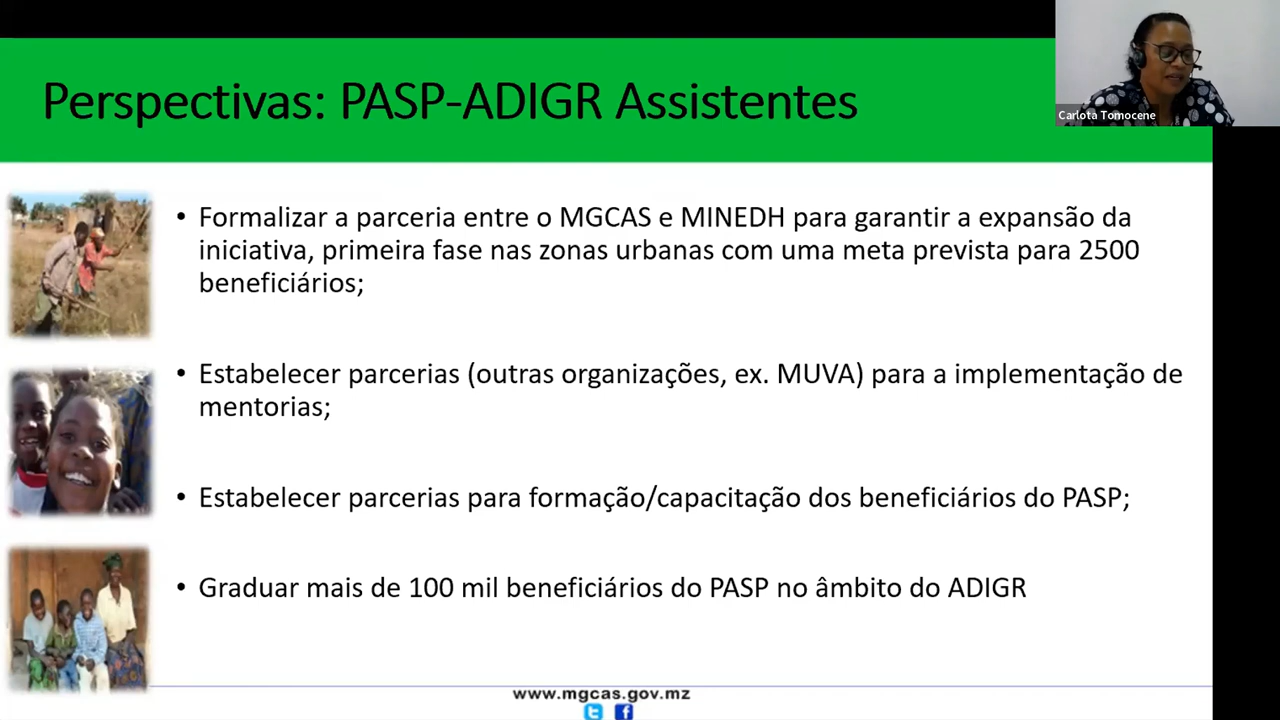 Perspectivas: PASP-ADIGR Assistentes
Carlota Tomocene
• Formalizar a parceria entre o MGCAS e MINEDH para garantir a expansão da
iniciativa, primeira fase nas zonas urbanas com uma meta prevista para 2500
beneficiários;
• Estabelecer parcerias (outras organizações, ex. MUVA) para a implementação de
mentorias;
• Estabelecer parcerias para formação/capacitação dos beneficiários do PASP;
• Graduar mais de 100 mil beneficiários do PASP no âmbito do ADIGR
www.mgcas.gov.mz